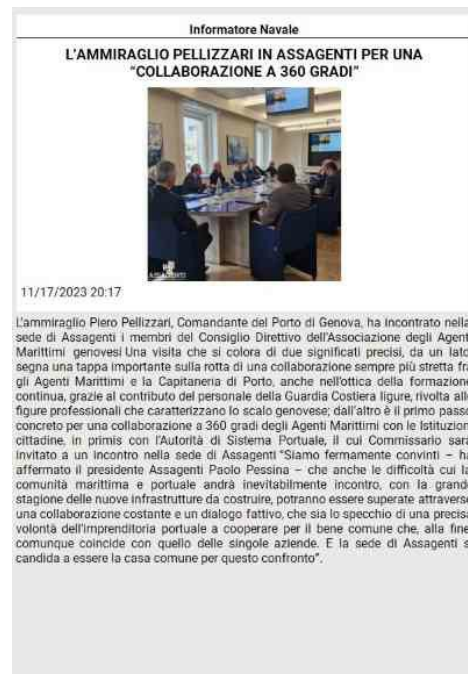 Informatore Navale
L'AMMIRAGLIO PELLIZZARI IN ASSAGENTI PER UNA
“COLLABORAZIONE A 360 GRADI”
ASSAGENTI
11/17/2023 20:17
L'ammiraglio Piero Pellizzari, Comandante del Porto di Genova, ha incontrato nella
sede di Assagenti i membri del Consiglio Direttivo dell'Associazione degli Agent
Marittimi genovesi Una visita che si colora di due significati precisi, da un lato
segna una tappa importante sulla rotta di una collaborazione sempre più stretta fra
gli Agenti Marittimi e la Capitaneria di Porto, anche nell'ottica della formazione
continua, grazie al contributo del personale della Guardia Costiera ligure, rivolta alle
figure professionali che caratterizzano lo scalo genovese; dall'altro è il primo passo
concreto per una collaborazione a 360 gradi degli Agenti Marittimi con le Istituzion
cittadine, in primis con l'Autorità di Sistema Portuale, il cui Commissario sarà
invitato a un incontro nella sede di Assagenti “Siamo fermamente convinti – ha
affermato il presidente Assagenti Paolo Pessina – che anche le difficoltà cui la
comunità marittima e portuale andrà inevitabilmente incontro, con la grande
stagione delle nuove infrastrutture da costruire, potranno essere superate attraverso
una collaborazione costante e un dialogo fattivo, che sia lo specchio di una precisa
volontà dell'imprenditoria portuale a cooperare per il bene comune che, alla fine
comunque coincide con quello delle singole aziende. E la sede di Assagenti s
candida a essere la casa comune per questo confronto”.